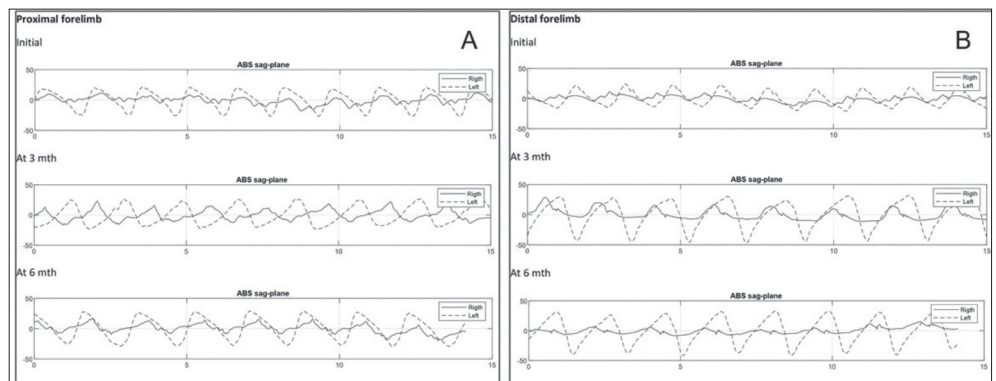 Proximal forelimb
A
Initial
ABS sag-plane
50
0
-50
Rigth
Left
0 5 10 15
At 3 mth
ABS sag-plane
50
0
-50
Rigth
Left
0 5 10 15
At 6 mth
ABS sag-plane
50
0
-50
Rigth
Left
0 5 10 15
Distal forelimb
B
Initial
ABS sag-plane
50
0
-50
Rigth
Left
0 5 10 15
At 3 mth
ABS sag-plane
50
0
-50
Rigth
Left
0 5 10 15
At 6 mth
ABS sag-plane
50
0
-50
Rigth
Left
0 5 10 15